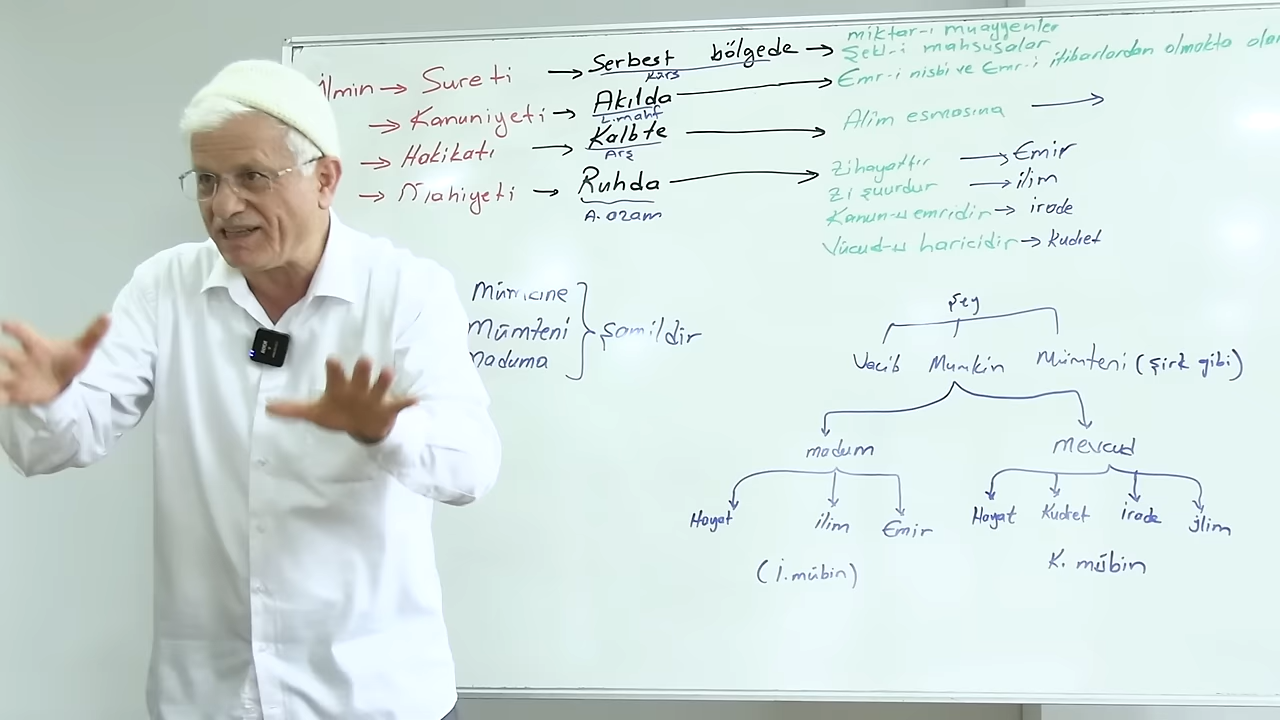 İlmin → Sureti → Serbest bölgede →
Kürs
miktar-ı muayyenler
Şekl-i mahsusalar
→ Kanuniyeti → Akılda →
L.mahf
Emr-i nisbi ve Emr-i itibarlardan olmakta olan
→ Hakikatı → Kalbte →
Arş
Alim esmasına →
→ Mahiyeti → Ruhda →
A. azam
Zihayattır → Emir
Zi şuurdur → ilim
Kanun-u emridir → irade
Vücud-u haricidir → Kudret
Mümkine
Mümteni
maduma
şamildir
Şey
Vacib Mumkin Mümteni (şirk gibi)
madum mevcud
Hayat ilim Emir
Hayat Kudret irade ilim
(i.mübin)
K. mübin